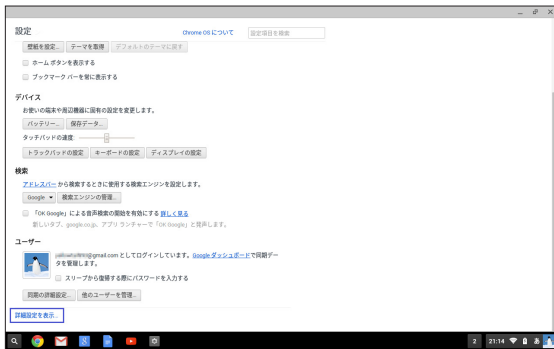 設定
Chrome OS について
設定項目を検索
壁紙を設定... テーマを取得 デフォルトのテーマに戻す
ホーム ボタンを表示する
ブックマーク バーを常に表示する
デバイス
お使いの端末や周辺機器に固有の設定を変更します。
バッテリー... 保存データ...
タッチパッドの速度:
トラックパッドの設定 キーボードの設定 ディスプレイの設定
検索
アドレスバー から検索するときに使用する検索エンジンを設定します。
Google 検索エンジンの管理...
「OK Google」による音声検索の開始を有効にする 詳しく見る
新しいタブ、google.co.jp、アプリ ランチャーで「OK Google」と発声します。
ユーザー
@gmail.com としてログインしています。Google ダッシュボードで同期デー
タを管理します。
スリープから復帰する際にパスワードを入力する
同期の詳細設定... 他のユーザーを管理...
詳細設定を表示...
2 21:14 あ